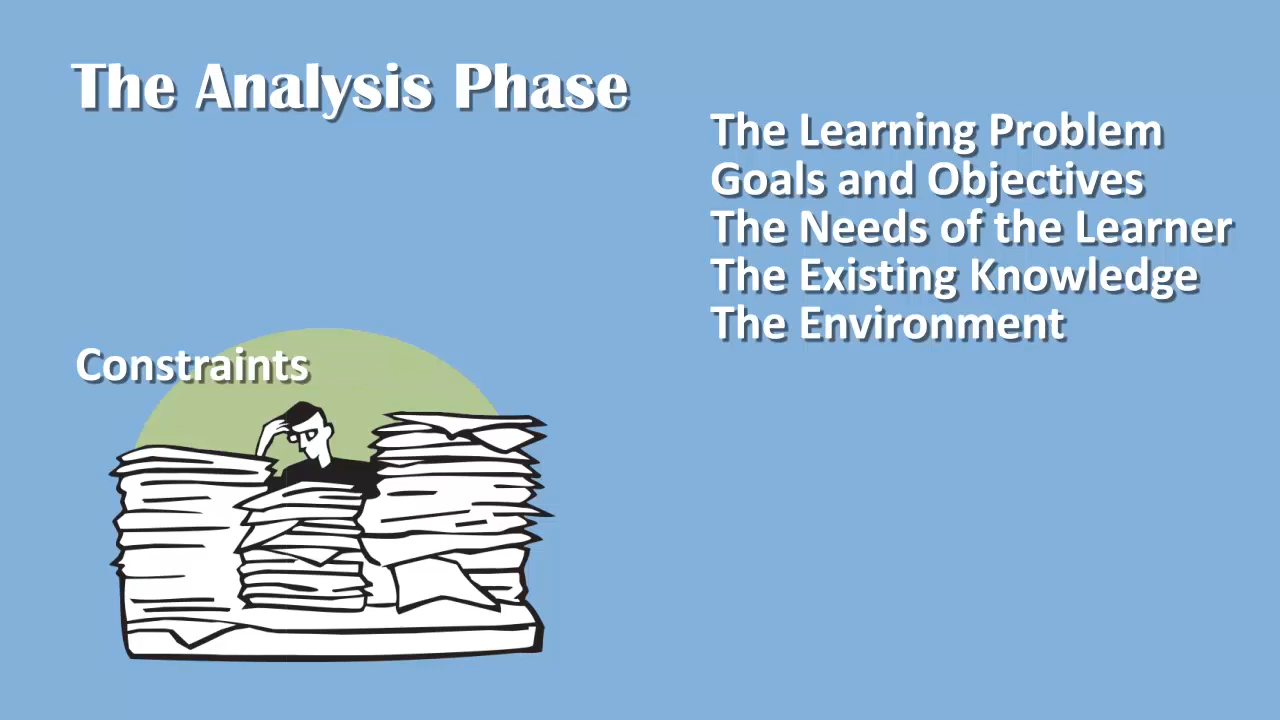 The Analysis Phase
The Learning Problem
Goals and Objectives
The Needs of the Learner
The Existing Knowledge
The Environment
Constraints